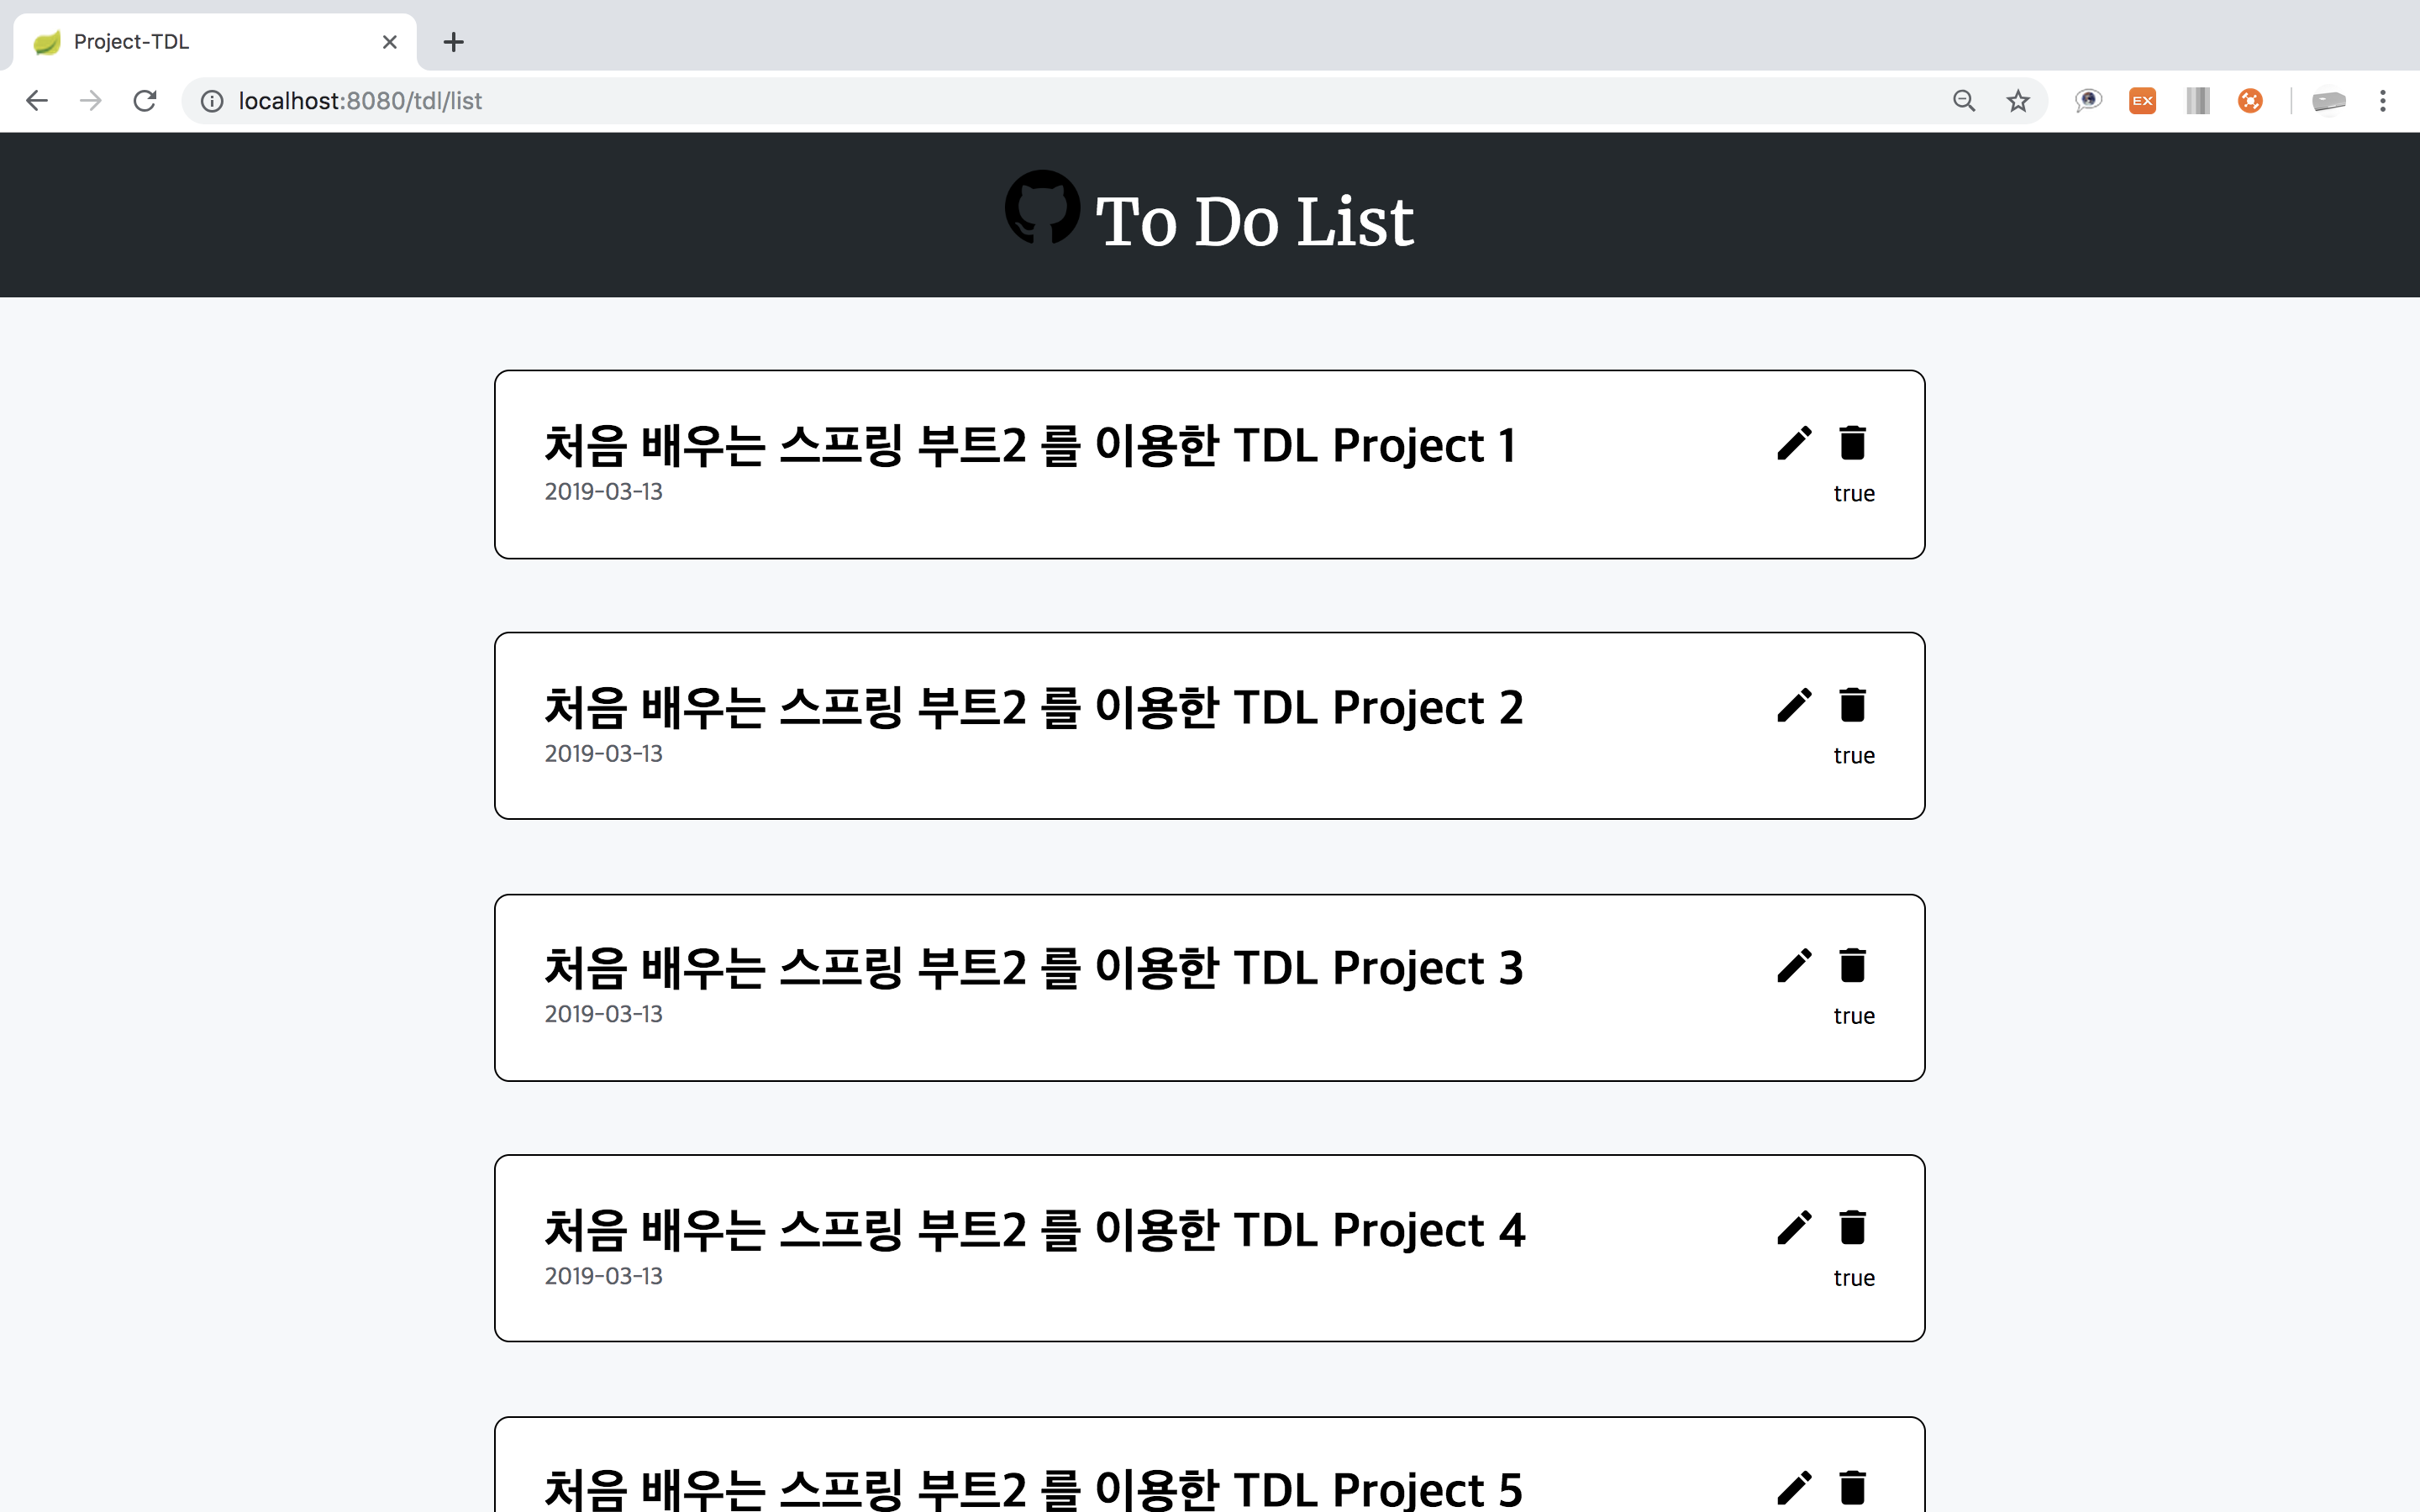 Project-TDL
localhost:8080/tdl/list
EX
To Do List
처음 배우는 스프링 부트2 를 이용한 TDL Project 1
2019-03-13
true
처음 배우는 스프링 부트2 를 이용한 TDL Project 2
2019-03-13
true
처음 배우는 스프링 부트2 를 이용한 TDL Project 3
2019-03-13
true
처음 배우는 스프링 부트2 를 이용한 TDL Project 4
2019-03-13
true
처음 배우는 스프링 부트2 를 이용한 TDL Project 5